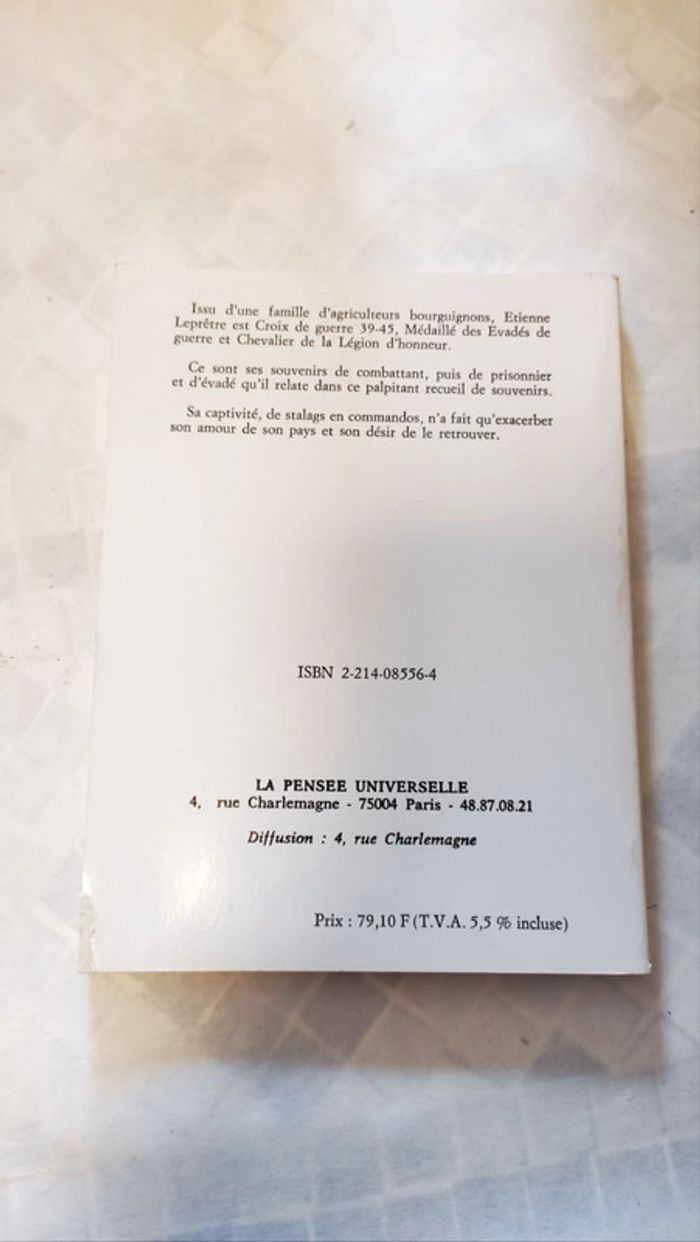 Issu d'une famille d'agriculteurs bourguignons, Etienne
Leprêtre est Croix de guerre 39-45, Médaillé des Evadés de
guerre et Chevalier de la Légion d'honneur.
Ce sont ses souvenirs de combattant, puis de prisonnier
et d'évadé qu'il relate dans ce palpitant recueil de souvenirs.
Sa captivité, de stalags en commandos, n'a fait qu'exacerber
son amour de son pays et son désir de le retrouver.
ISBN 2-214-08556-4
LA PENSEE UNIVERSELLE
4, rue Charlemagne - 75004 Paris - 48.87.08.21
Diffusion : 4, rue Charlemagne
Prix : 79,10 F (T.V.A. 5,5 % incluse)